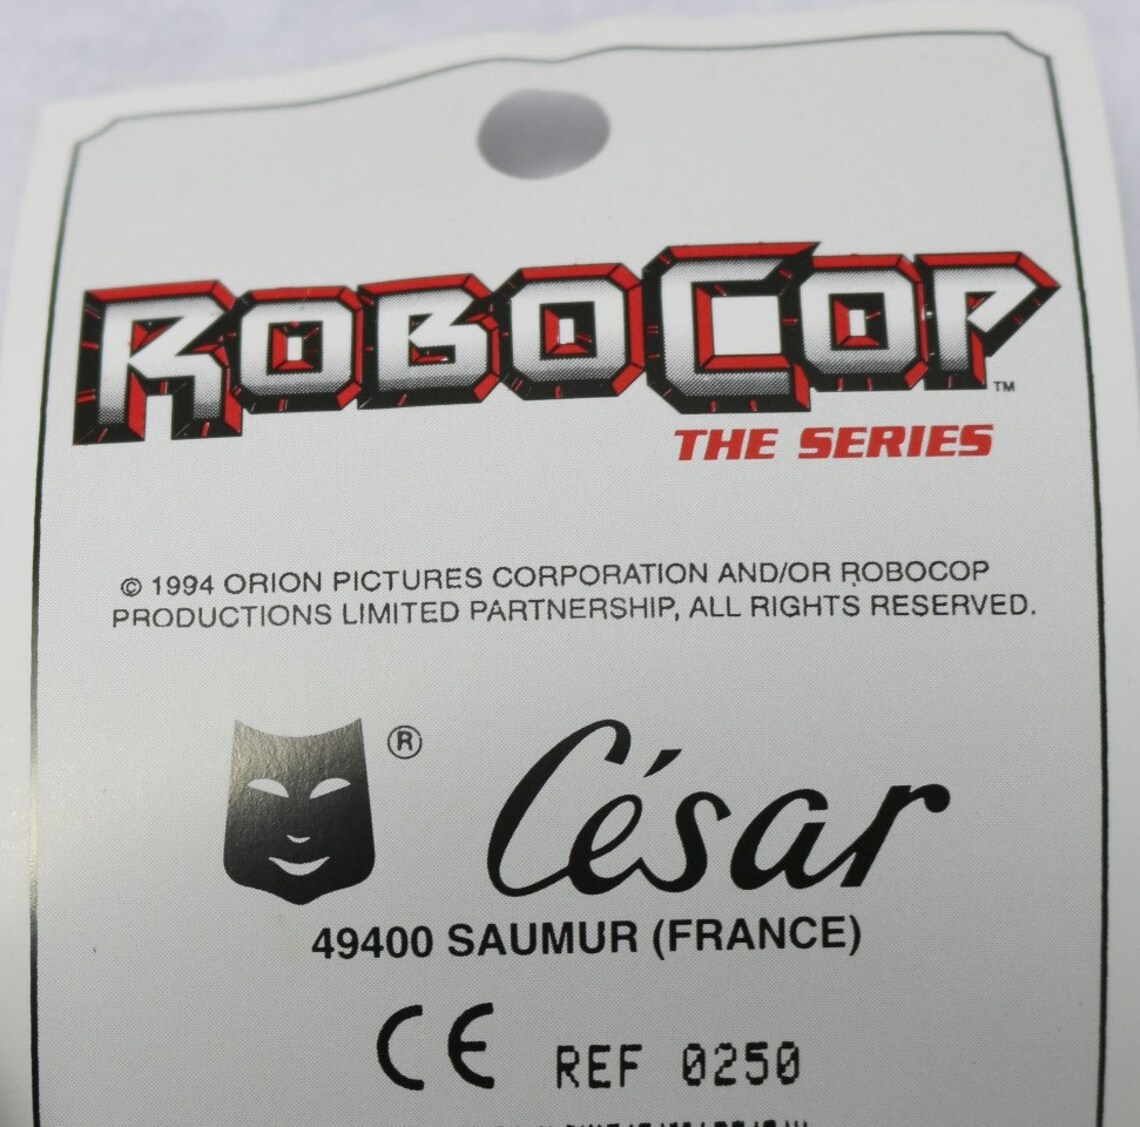 ROBOCOP™
THE SERIES
© 1994 ORION PICTURES CORPORATION AND/OR ROBOCOP
PRODUCTIONS LIMITED PARTNERSHIP, ALL RIGHTS RESERVED.
® César
49400 SAUMUR (FRANCE)
CE REF 0250